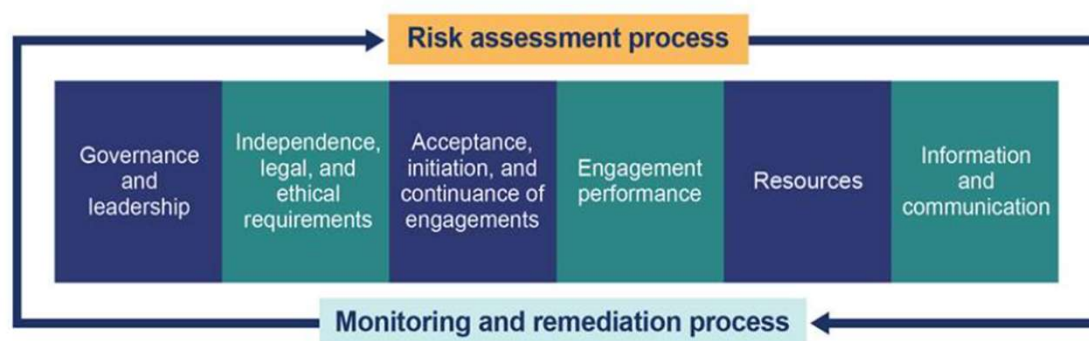 Risk assessment process
Governance
and
leadership
Independence,
legal, and
ethical
requirements
Acceptance,
initiation, and
continuance of
engagements
Engagement
performance
Resources
Information
and
communication
Monitoring and remediation process